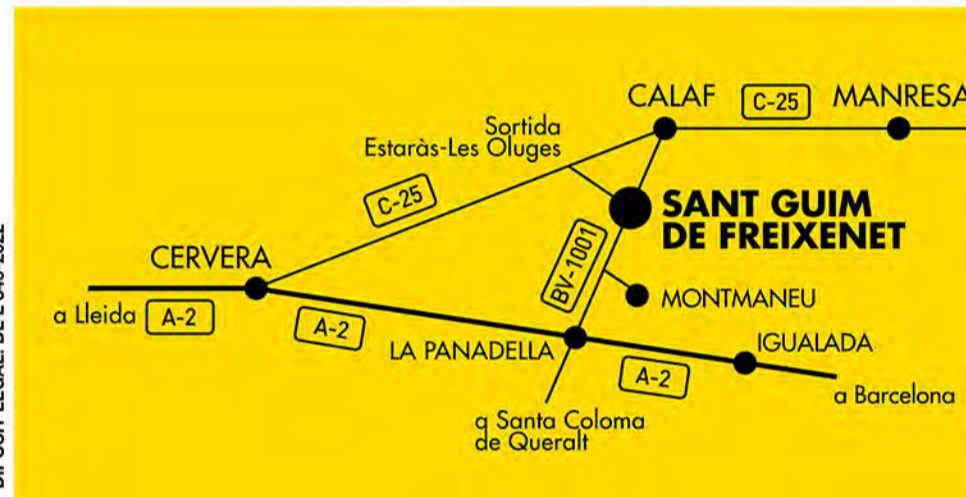 CALAF
C-25
MANRESA
Sortida
Estaràs-Les Oluges
C-25
SANT GUIM
DE FREIXENET
CERVERA
BV-1001
a Lleida
A-2
A-2
MONTMANEU
LA PANADELLA
IGUALADA
A-2
a Barcelona
a Santa Coloma
de Queralt